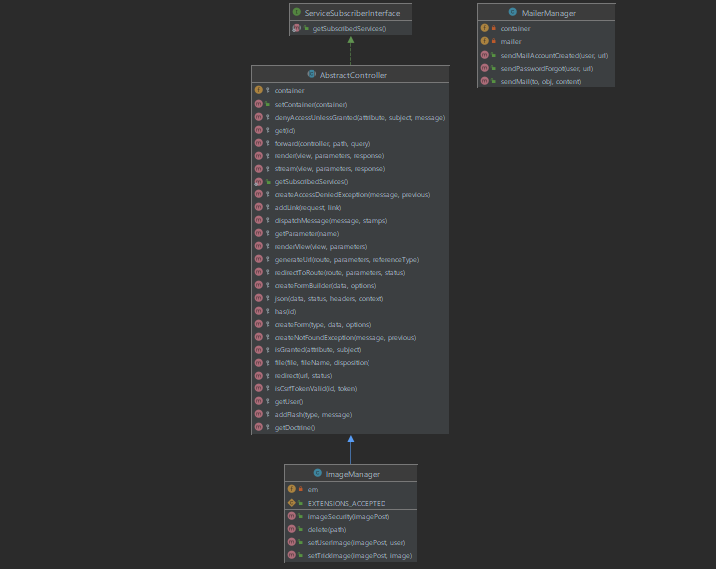 ServiceSubscriberInterface
getSubscribedServices()
MailerManager
container
mailer
sendMailAccountCreated(user, url)
sendPasswordForgot(user, url)
sendMail(to, obj, content)
AbstractController
container
setContainer(container)
denyAccessUnlessGranted(attribute, subject, message)
get(id)
forward(controller, path, query)
render(view, parameters, response)
stream(view, parameters, response)
getSubscribedServices()
createAccessDeniedException(message, previous)
addLink(request, link)
dispatchMessage(message, stamps)
getParameter(name)
renderView(view, parameters)
generateUrl(route, parameters, referenceType)
redirectToRoute(route, parameters, status)
createFormBuilder(data, options)
json(data, status, headers, context)
has(id)
createForm(type, data, options)
createNotFoundException(message, previous)
isGranted(attribute, subject)
file(file, fileName, disposition(
redirect(url, status)
isCsrfTokenValid(id, token)
getUser()
addFlash(type, message)
getDoctrine()
ImageManager
em
EXTENSIONS_ACCEPTED
imageSecurity(imagePost)
delete(path)
setUserImage(imagePost, user)
setTrickImage(imagePost, image)